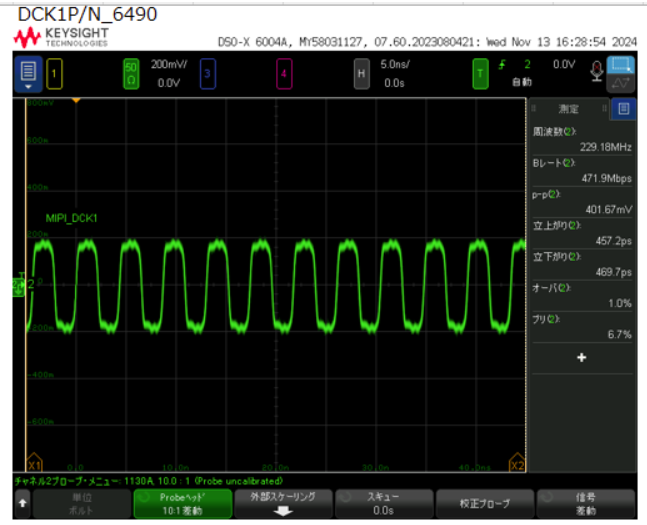 DCK1P/N_6490
KEYSIGHT
TECHNOLOGIES
DSO-X 6004A, MY58031127, 07.60.2023080421: Wed Nov 13 16:28:54 2024
1
50Ω
200mV/
0.0V
3
4
H
5.0ns/
0.0s
T
2
自動
0.0V
800mV
600m
400m
MIPI_DCK1
200m
2
-200m
-400m
-600m
X1
0.0
10.0n
20.0n
30.0n
40.0ns
X2
測定
周波数(2):
229.18MHz
Bレート(2):
471.9Mbps
p-p(2):
401.67mV
立上がり(2):
457.2ps
立下がり(2):
469.7ps
オーバ(2):
1.0%
プリ(2):
6.7%
チャネル2プローブ・メニュー: 1130A, 10.0 : 1 (Probe uncalibrated)
単位
ボルト
Probeヘッド
10:1 差動
外部スケーリング
スキュー
0.0s
校正プローブ
信号
差動